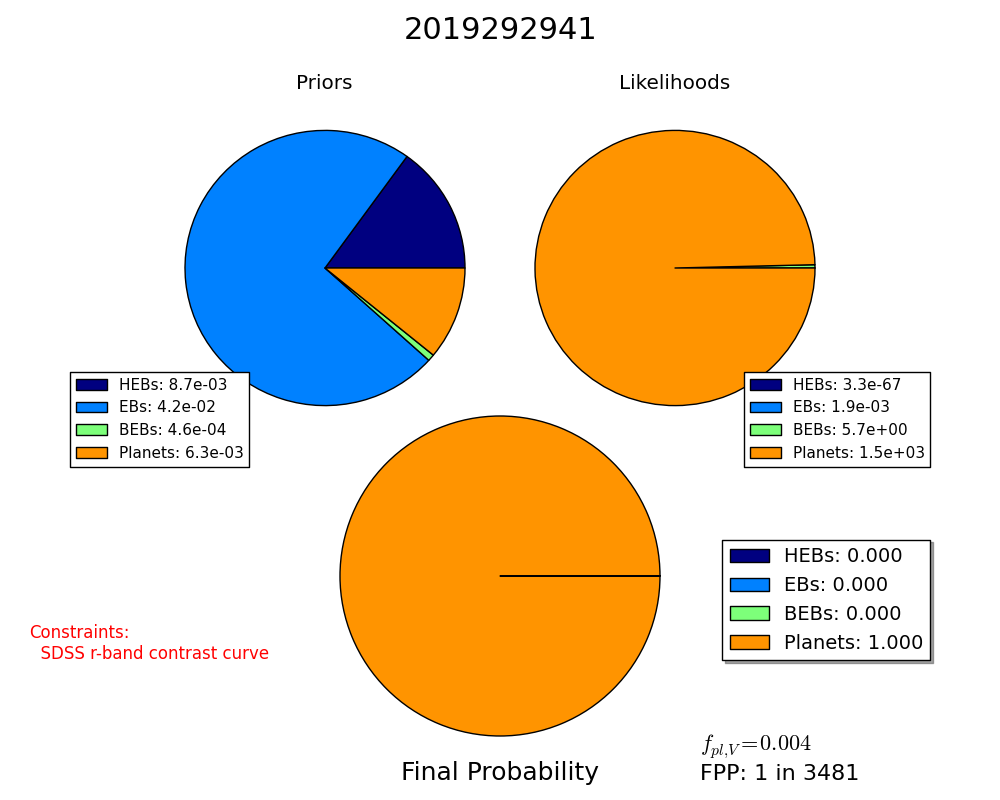 2019292941
Priors
Likelihoods
HEBs: 8.7e-03
EBs: 4.2e-02
BEBs: 4.6e-04
Planets: 6.3e-03
HEBs: 3.3e-67
EBs: 1.9e-03
BEBs: 5.7e+00
Planets: 1.5e+03
HEBs: 0.000
EBs: 0.000
BEBs: 0.000
Planets: 1.000
Constraints:
SDSS r-band contrast curve
f_{pl,V}=0.004
Final Probability
FPP: 1 in 3481